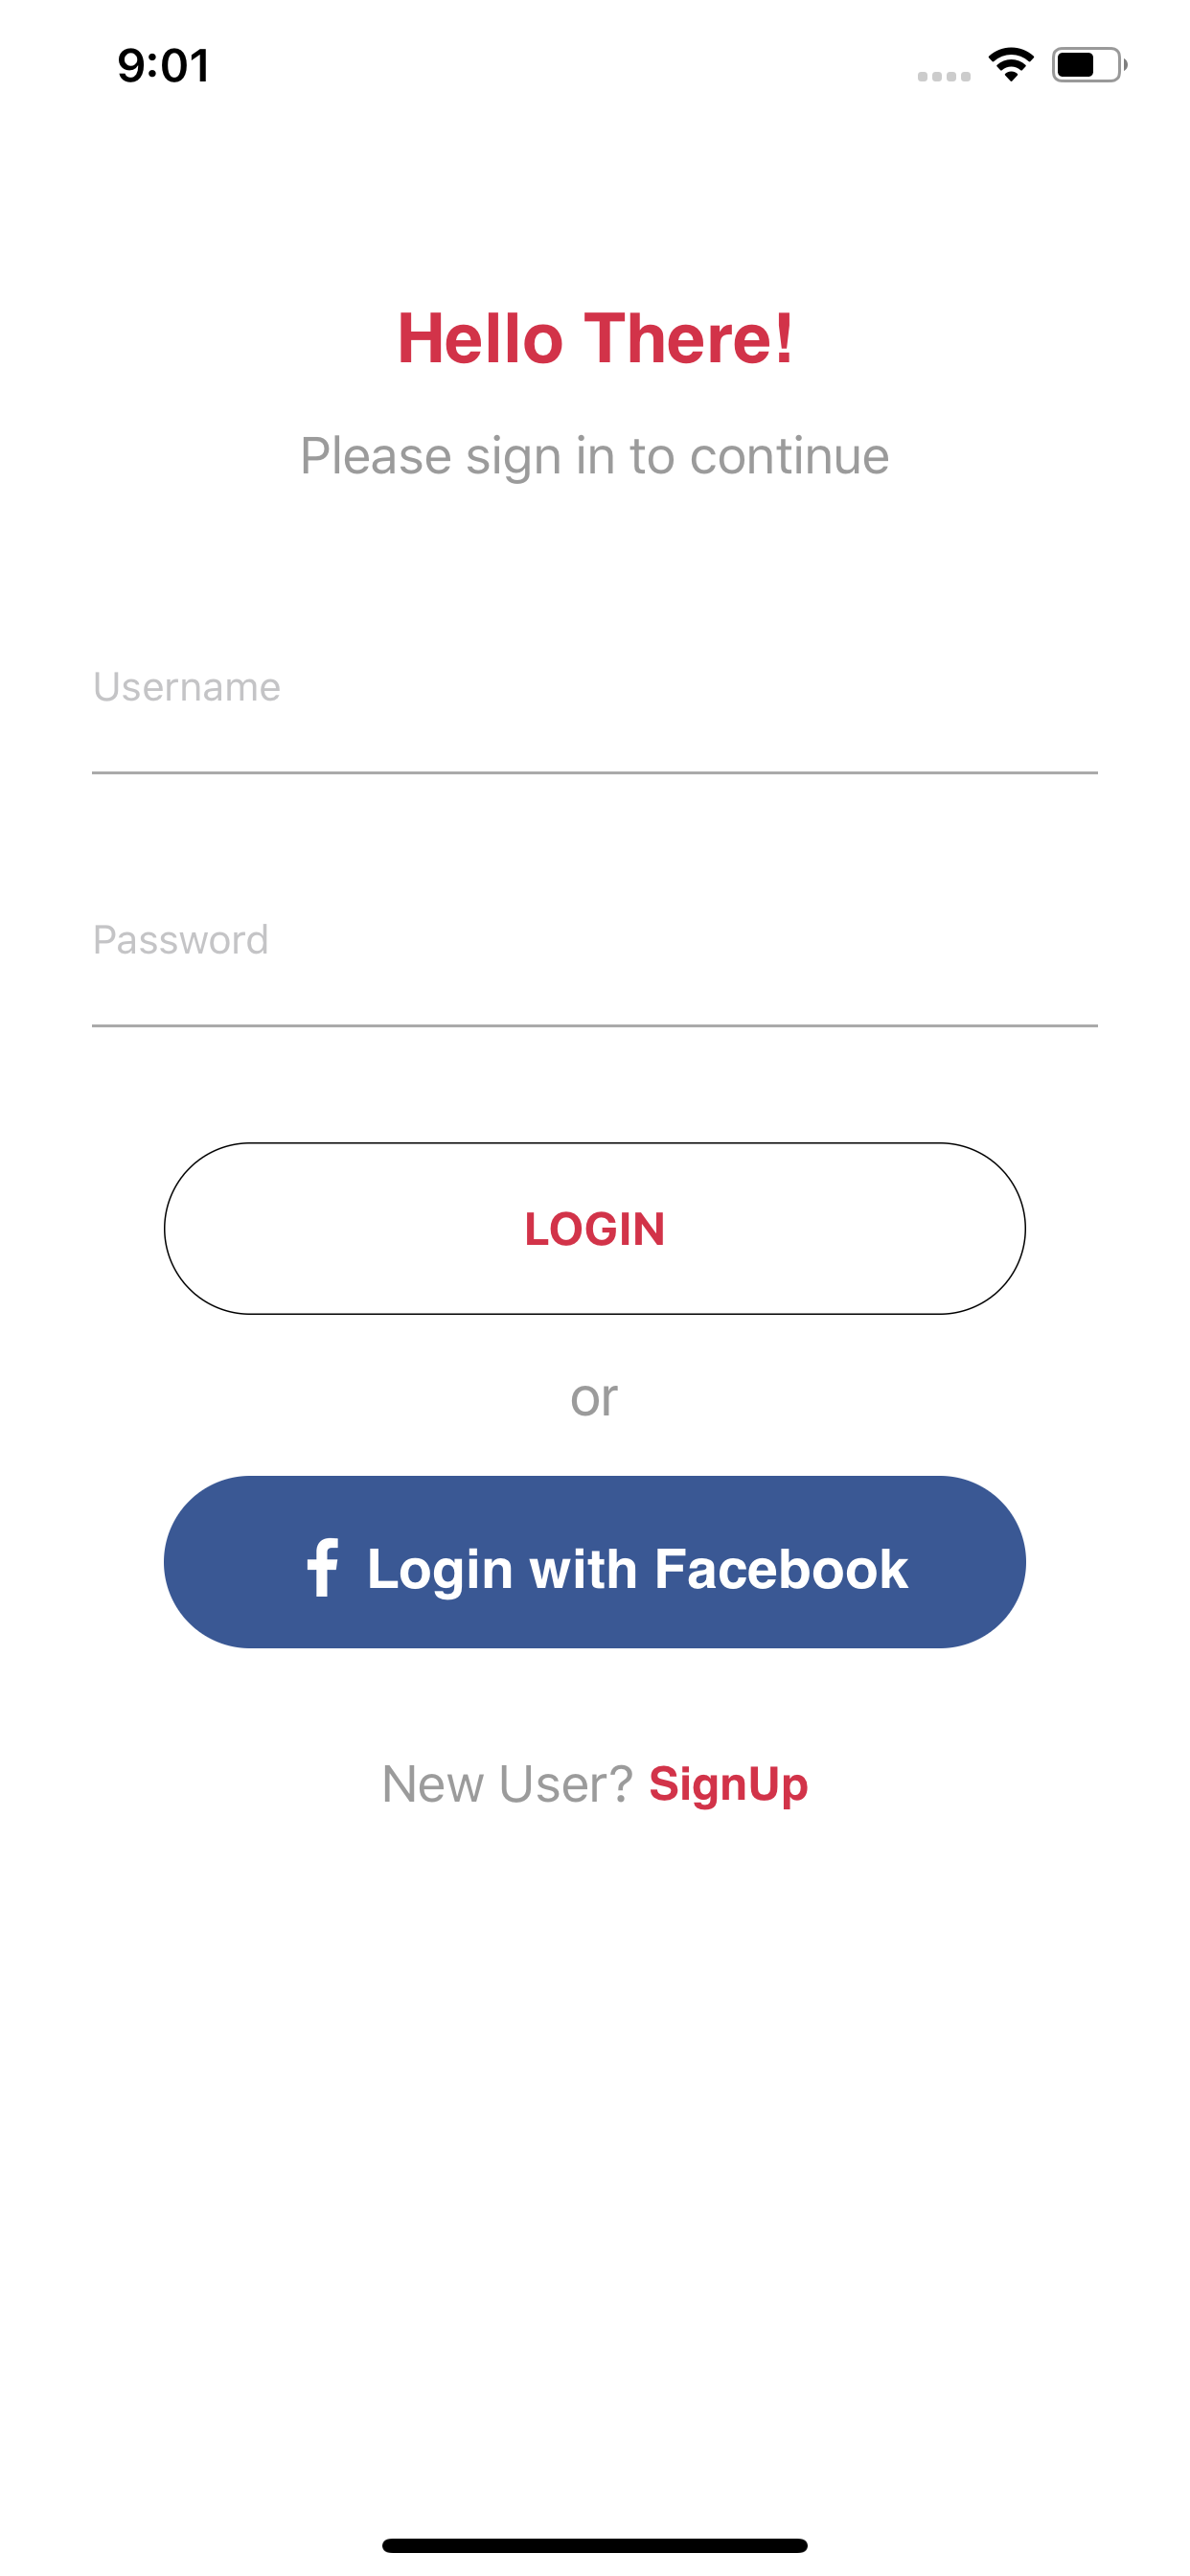 9:01
Hello There!
Please sign in to continue
Username
Password
LOGIN
or
Login with Facebook
New User? SignUp